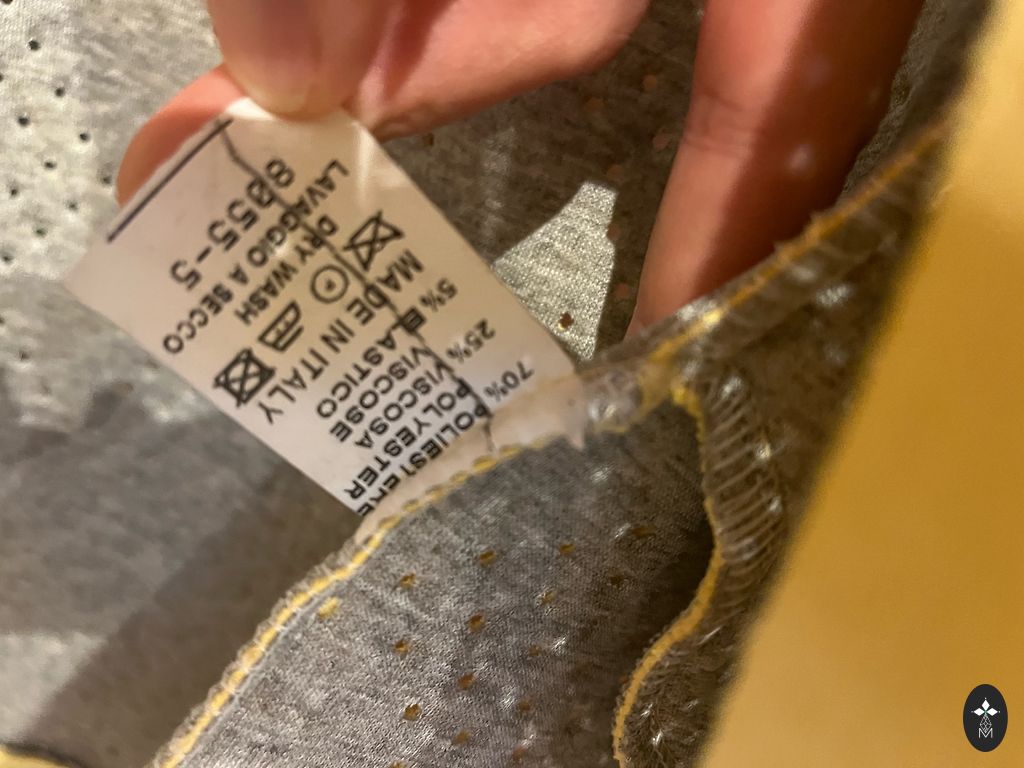 70% POLIESTERE
POLYESTER
25% VISCOSA
VISCOSE
5% ELASTICO
MADE IN ITALY
DRY WASH
LAVAGGIO A SECCO
8055-5